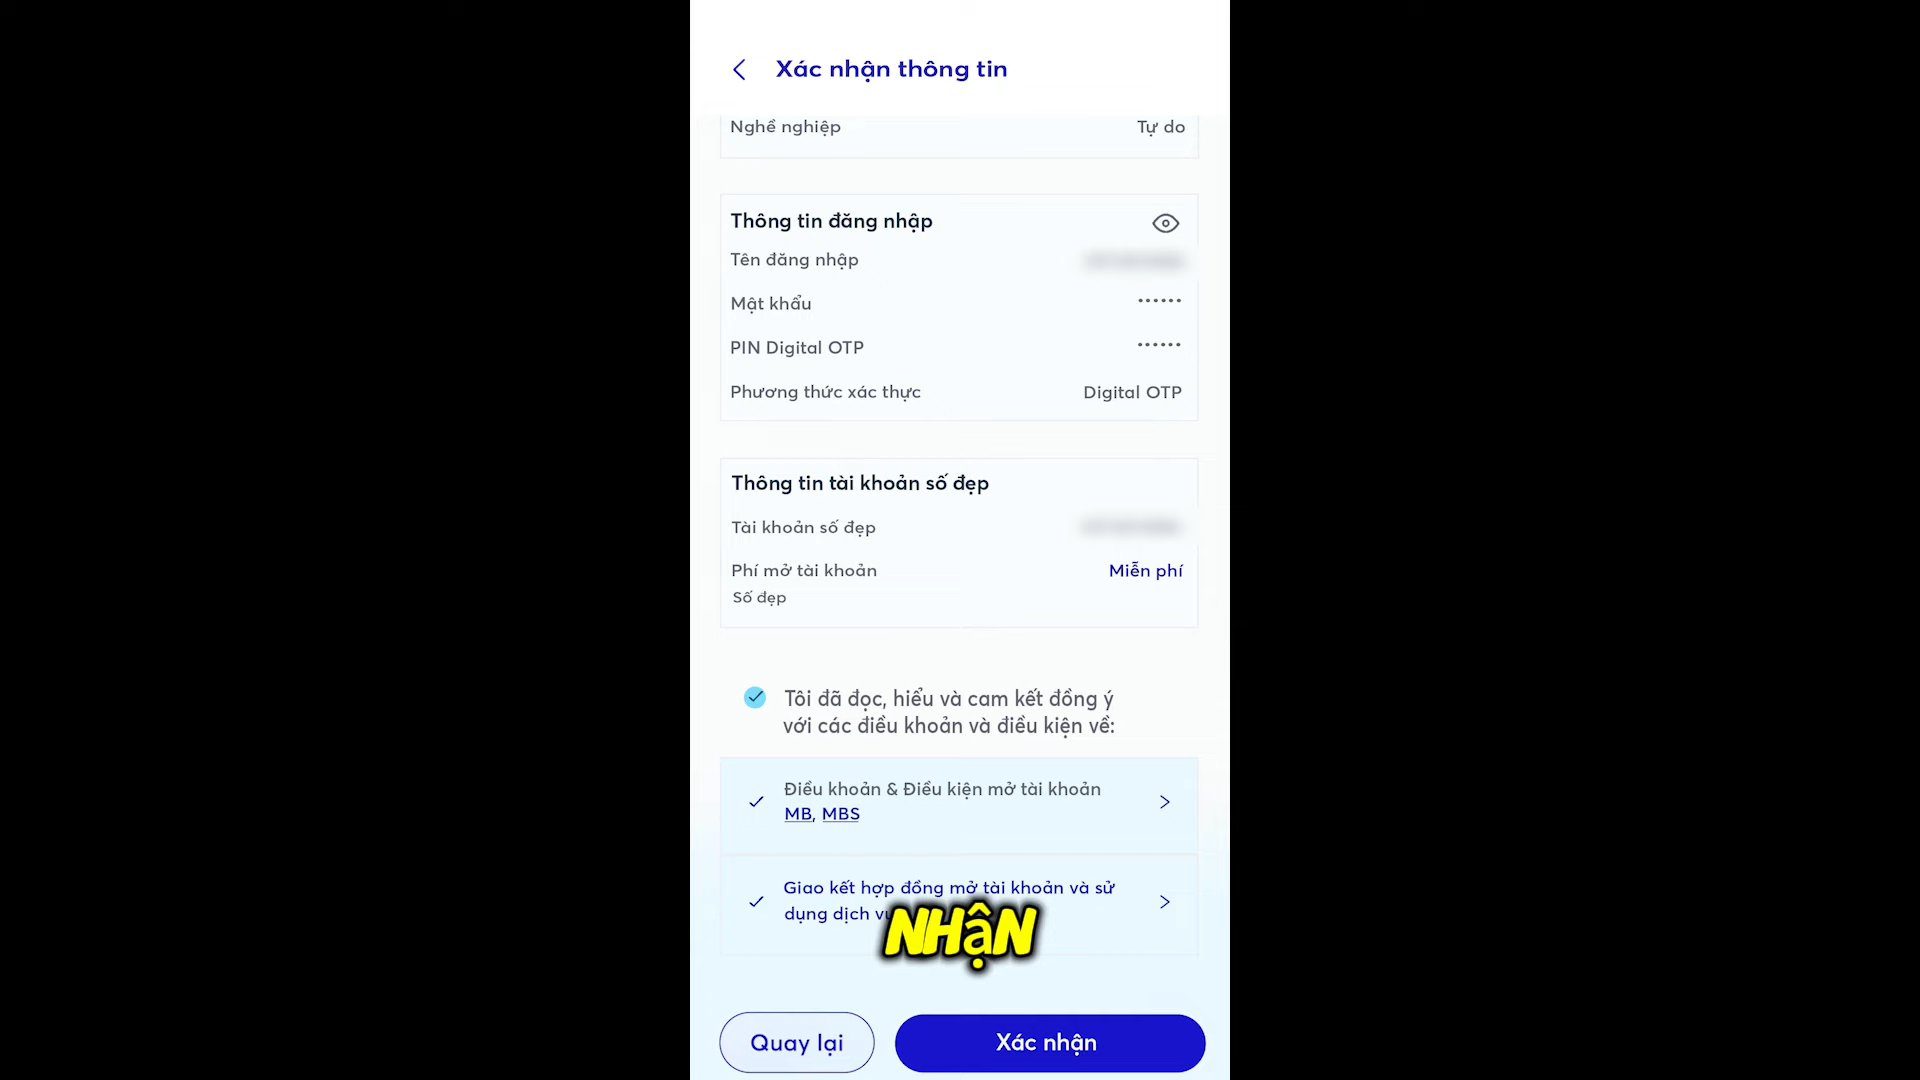 Xác nhận thông tin
Nghề nghiệp Tự do
Thông tin đăng nhập
Tên đăng nhập
Mật khẩu ••••••
PIN Digital OTP ••••••
Phương thức xác thực Digital OTP
Thông tin tài khoản số đẹp
Tài khoản số đẹp
Phí mở tài khoản Miễn phí
Số đẹp
Tôi đã đọc, hiểu và cam kết đồng ý
với các điều khoản và điều kiện về:
Điều khoản & Điều kiện mở tài khoản
MB, MBS
Giao kết hợp đồng mở tài khoản và sử
dụng dịch vụ
NHậN
Quay lại Xác nhận